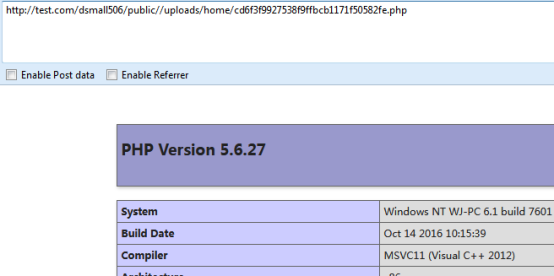 http://test.com/dsmall506/public//uploads/home/cd6f3f9927538f9ffbcb1171f50582fe.php
Enable Post data Enable Referrer
PHP Version 5.6.27
System Windows NT WJ-PC 6.1 build 7601
Build Date Oct 14 2016 10:15:39
Compiler MSVC11 (Visual C++ 2012)